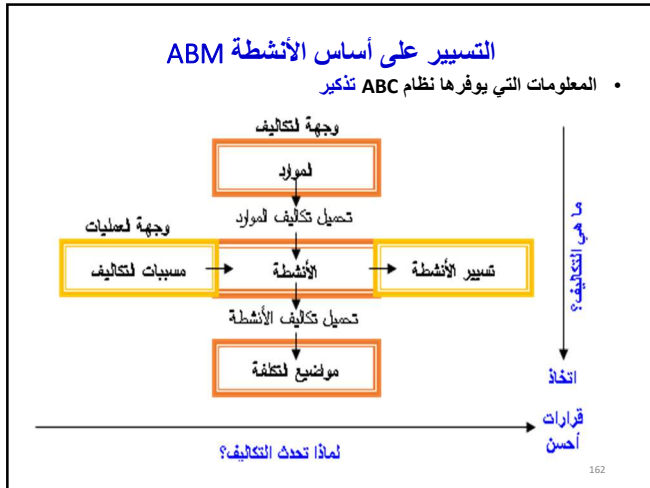 التسيير على أساس الأنشطة ABM
• المعلومات التي يوفرها نظام ABC تذكير
وجهة لتكاليف
لموارد
تحميل تكاليف الموارد
وجهة لعمليات
مسببات لتكاليف
الأنشطة
تسيير الأنشطة
تحميل تكاليف الأنشطة
مواضيع لتكلفة
ما هي التكاليف؟
اتخاذ
قرارات
أحسن
لماذا تحدث التكاليف؟
162